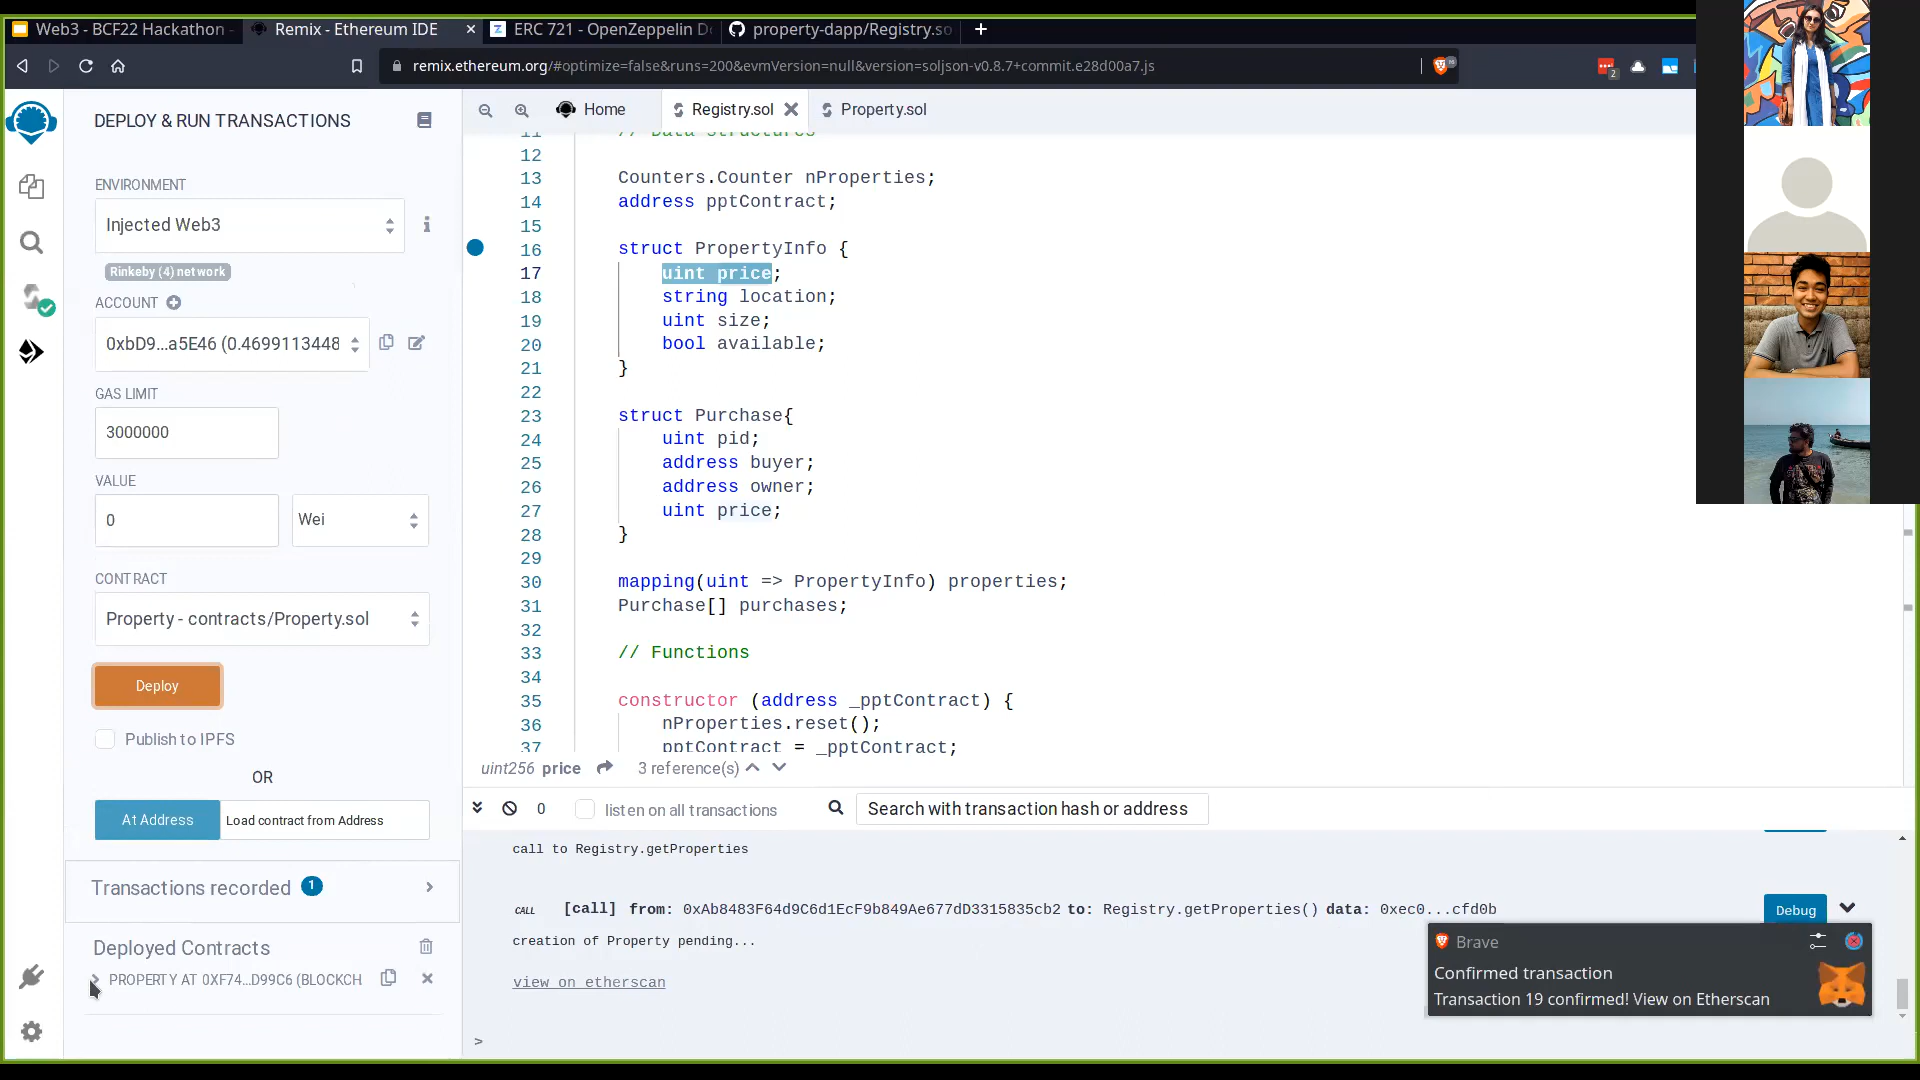 Web3 - BCF22 Hackathon -
Remix - Ethereum IDE
ERC 721 - OpenZeppelin Do
property-dapp/Registry.so
remix.ethereum.org/#optimize=false&runs=200&evmVersion=null&version=soljson-v0.8.7+commit.e28d00a7.js
2
DEPLOY & RUN TRANSACTIONS
ENVIRONMENT
Injected Web3
Rinkeby (4) network
ACCOUNT
0xbD9...a5E46 (0.4699113448
GAS LIMIT
3000000
VALUE
0
Wei
CONTRACT
Property - contracts/Property.sol
Deploy
Publish to IPFS
OR
At Address
Load contract from Address
Transactions recorded 1
Deployed Contracts
PROPERTY AT 0XF74...D99C6 (BLOCKCH
Home
Registry.sol
Property.sol
11 // Data structures
12
13 Counters.Counter nProperties;
14 address pptContract;
15
16 struct PropertyInfo {
17 uint price;
18 string location;
19 uint size;
20 bool available;
21 }
22
23 struct Purchase{
24 uint pid;
25 address buyer;
26 address owner;
27 uint price;
28 }
29
30 mapping(uint => PropertyInfo) properties;
31 Purchase[] purchases;
32
33 // Functions
34
35 constructor (address _pptContract) {
36 nProperties.reset();
37 pptContract = _pptContract;
uint256 price 3 reference(s)
0 listen on all transactions
Search with transaction hash or address
call to Registry.getProperties
CALL [call] from: 0xAb8483F64d9C6d1EcF9b849Ae677dD3315835cb2 to: Registry.getProperties() data: 0xec0...cfd0b
Debug
creation of Property pending...
view on etherscan
>
Brave
Confirmed transaction
Transaction 19 confirmed! View on Etherscan